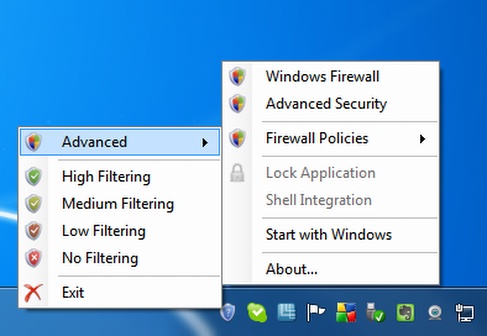 Advanced
High Filtering
Medium Filtering
Low Filtering
No Filtering
Exit
Windows Firewall
Advanced Security
Firewall Policies
Lock Application
Shell Integration
Start with Windows
About...